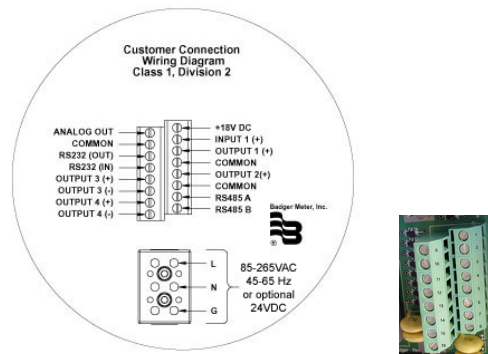 Customer Connection
Wiring Diagram
Class 1, Division 2
ANALOG OUT
COMMON
RS232 (OUT)
RS232 (IN)
OUTPUT 3 (+)
OUTPUT 3 (-)
OUTPUT 4 (+)
OUTPUT 4 (-)
+18V DC
INPUT 1 (+)
OUTPUT 1 (+)
COMMON
OUTPUT 2(+)
COMMON
RS485 A
RS485 B
Badger Meter, Inc.
®
L
N
G
85-265VAC
45-65 Hz
or optional
24VDC